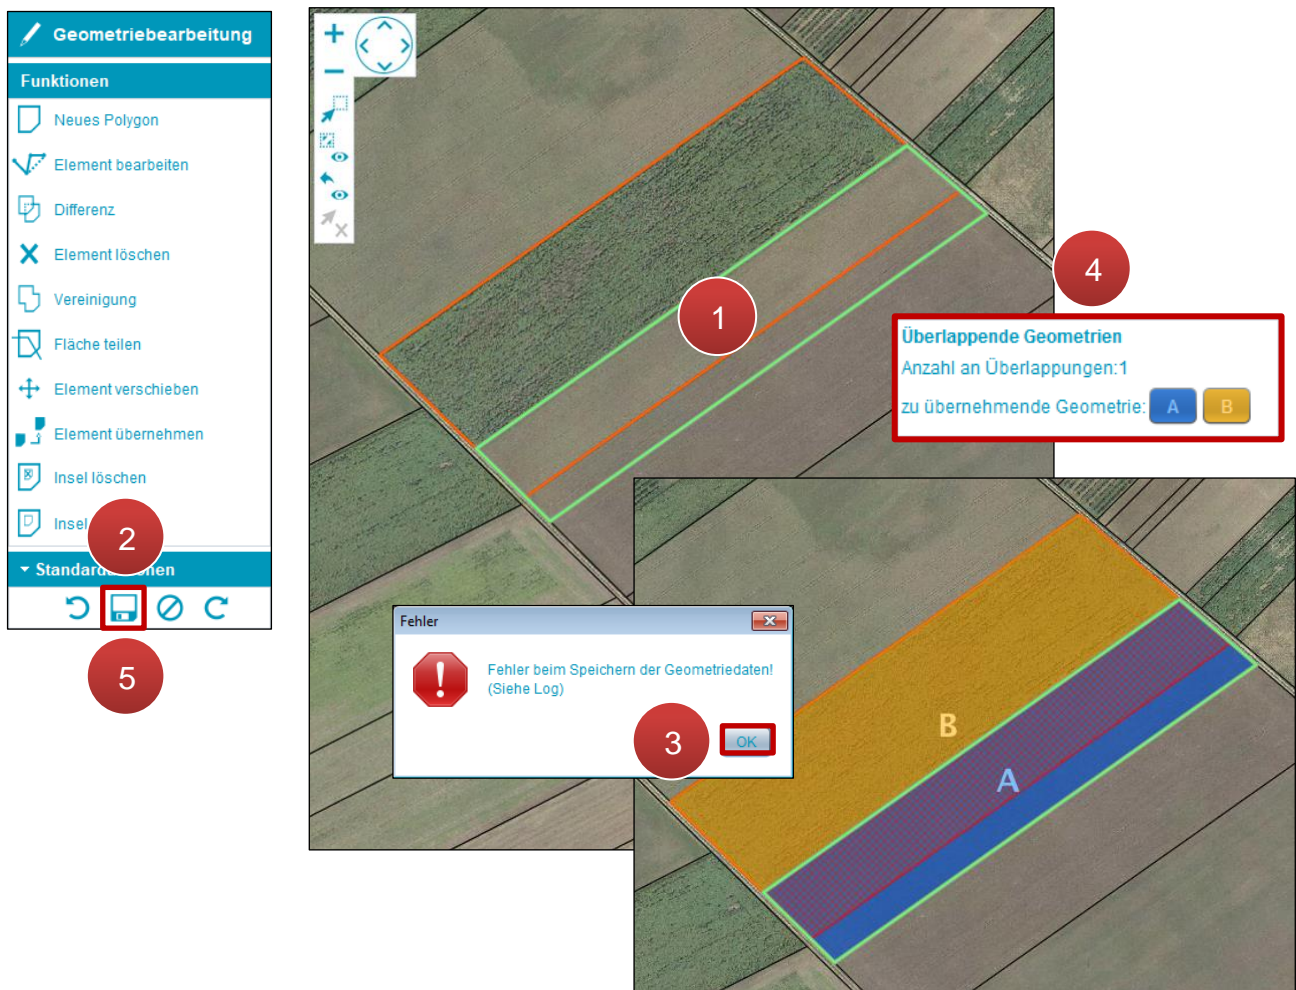 Geometriebearbeitung
Funktionen
Neues Polygon
Element bearbeiten
Differenz
Element löschen
Vereinigung
Fläche teilen
Element verschieben
Element übernehmen
Insel löschen
Insel
2
5
1
4
Überlappende Geometrien
Anzahl an Überlappungen:1
zu übernehmende Geometrie: A B
Fehler
Fehler beim Speichern der Geometriedaten!
(Siehe Log)
3
OK
B
A